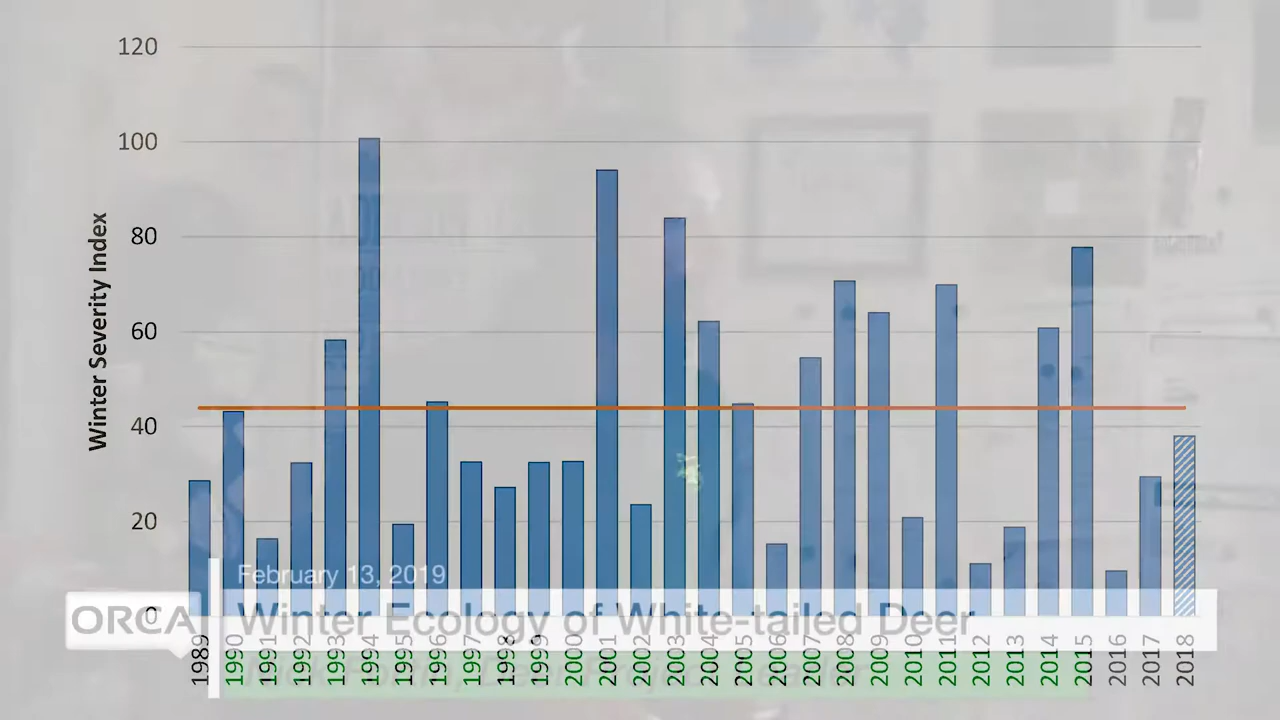 120
100
80
60
40
20
0
Winter Severity Index
February 13, 2019
ORCA
Winter Ecology of White-tailed Deer
1989 1990 1991 1992 1993 1994 1995 1996 1997 1998 1999 2000 2001 2002 2003 2004 2005 2006 2007 2008 2009 2010 2011 2012 2013 2014 2015 2016 2017 2018